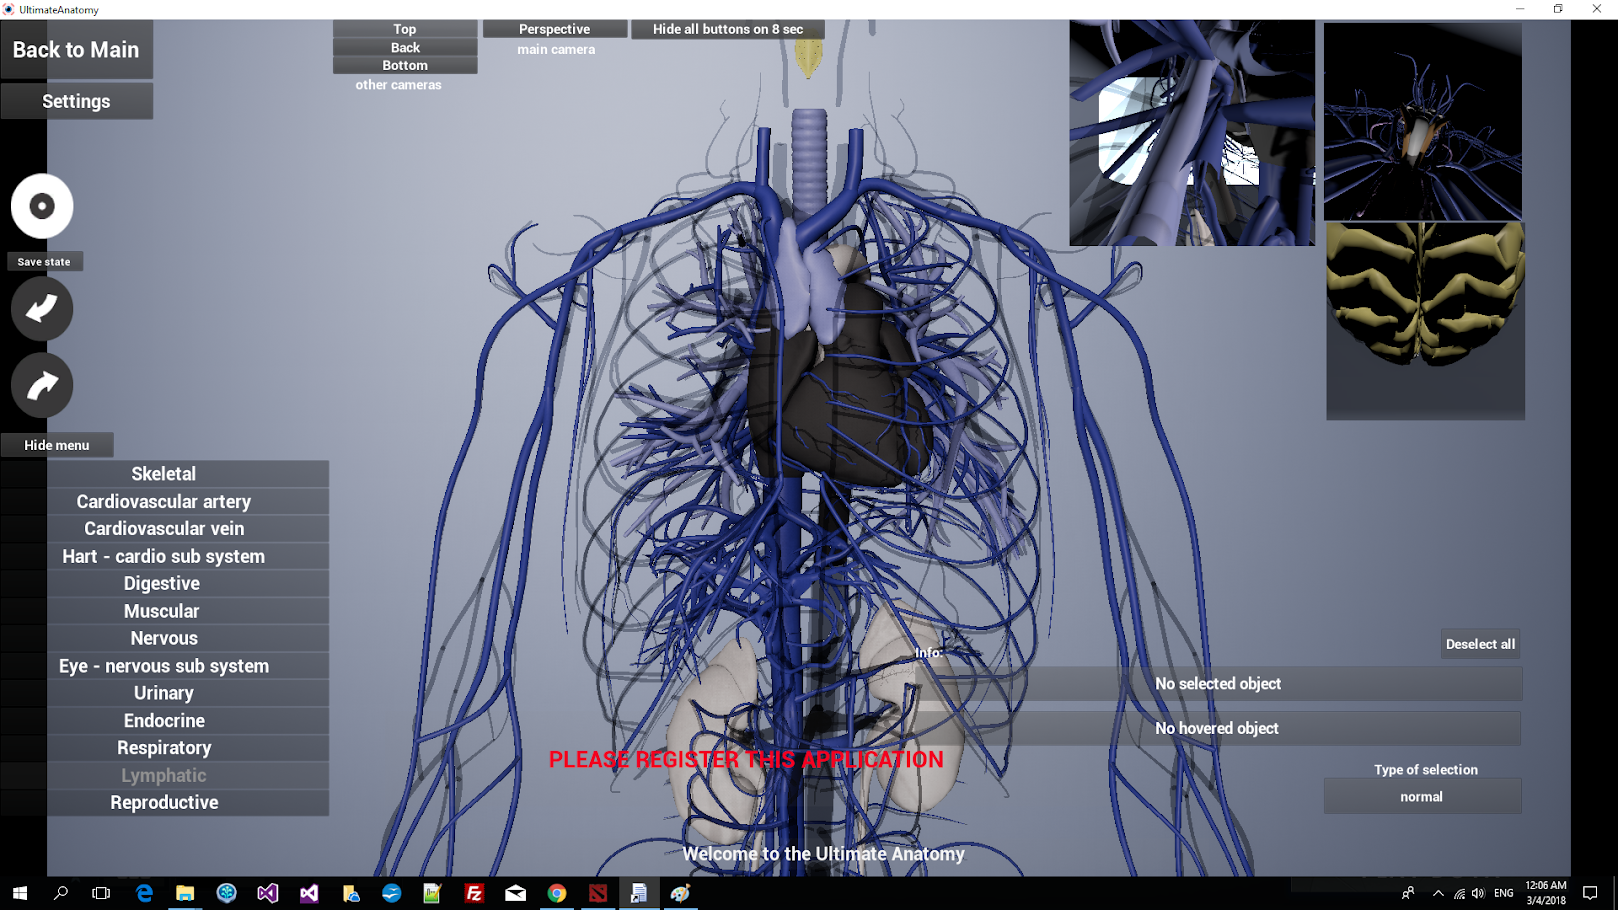 UltimateAnatomy
Back to Main
Settings
Top
Back
Bottom
other cameras
Perspective
main camera
Hide all buttons on 8 sec
Save state
Hide menu
Skeletal
Cardiovascular artery
Cardiovascular vein
Hart - cardio sub system
Digestive
Muscular
Nervous
Eye - nervous sub system
Urinary
Endocrine
Respiratory
Lymphatic
Reproductive
Info:
Deselect all
No selected object
No hovered object
Type of selection
normal
PLEASE REGISTER THIS APPLICATION
Welcome to the Ultimate Anatomy
ENG
12:06 AM
3/4/2018